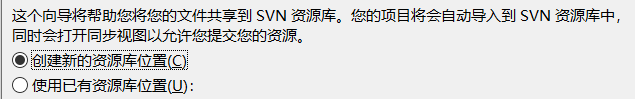 这个向导将帮助您将您的文件共享到 SVN 资源库。您的项目将会自动导入到 SVN 资源库中，
同时会打开同步视图以允许您提交您的资源。
创建新的资源库位置(C)
使用已有资源库位置(U)：